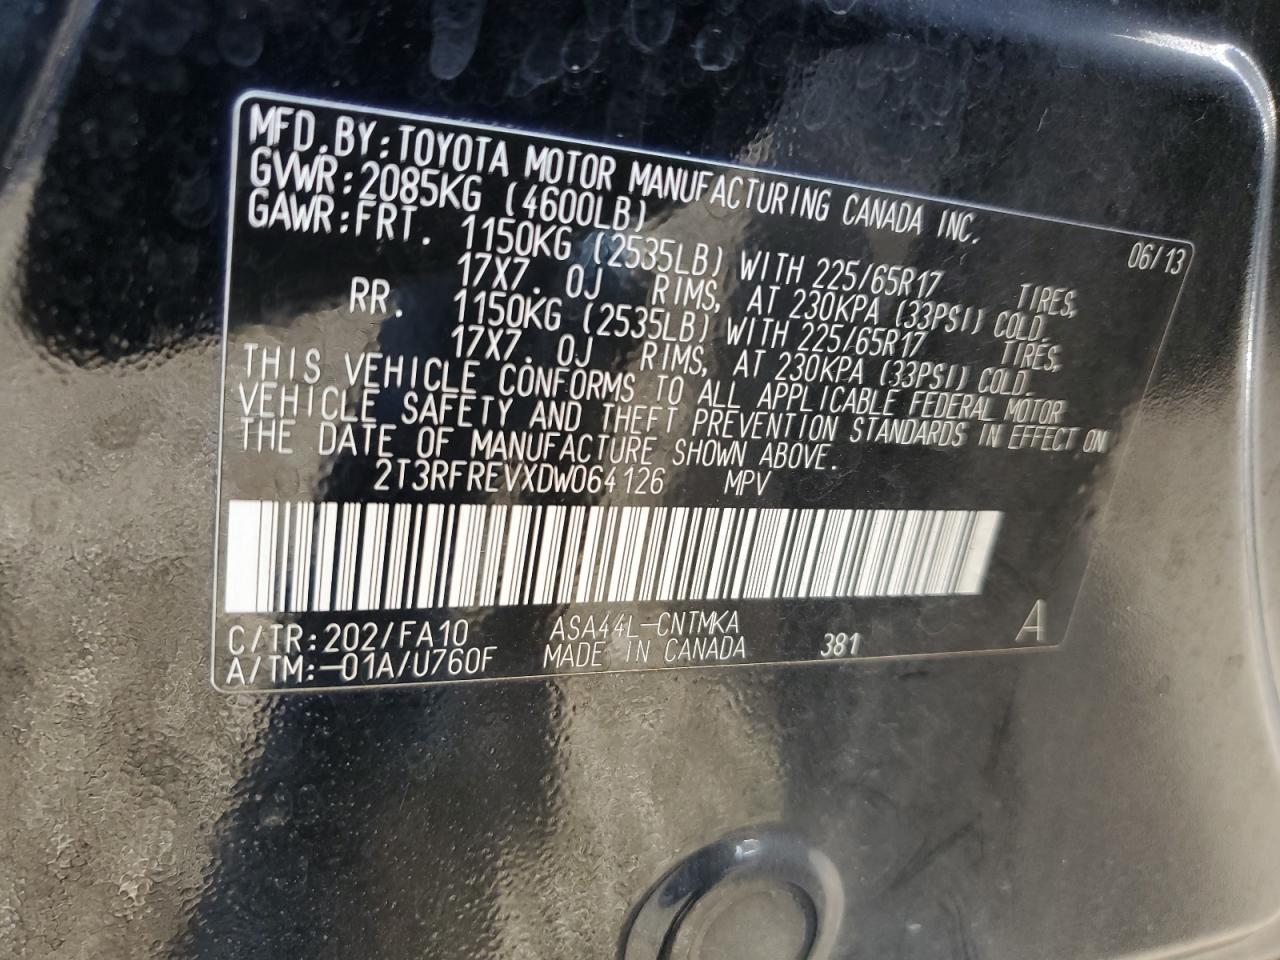 MFD. BY: TOYOTA MOTOR MANUFACTURING CANADA INC. 06/13
GVWR: 2085KG (4600LB)
GAWR: FRT. 1150KG (2535LB) WITH 225/65R17 TIRES,
17X7. 0J RIMS, AT 230KPA (33PSI) COLD.
RR. 1150KG (2535LB) WITH 225/65R17 TIRES,
17X7. 0J RIMS, AT 230KPA (33PSI) COLD.
THIS VEHICLE CONFORMS TO ALL APPLICABLE FEDERAL MOTOR
VEHICLE SAFETY AND THEFT PREVENTION STANDARDS IN EFFECT ON
THE DATE OF MANUFACTURE SHOWN ABOVE.
2T3RFREVXDW064126 MPV
C/TR: 202/FA10 ASA44L-CNTMKA
A/TM: -01A/U760F MADE IN CANADA 381 A